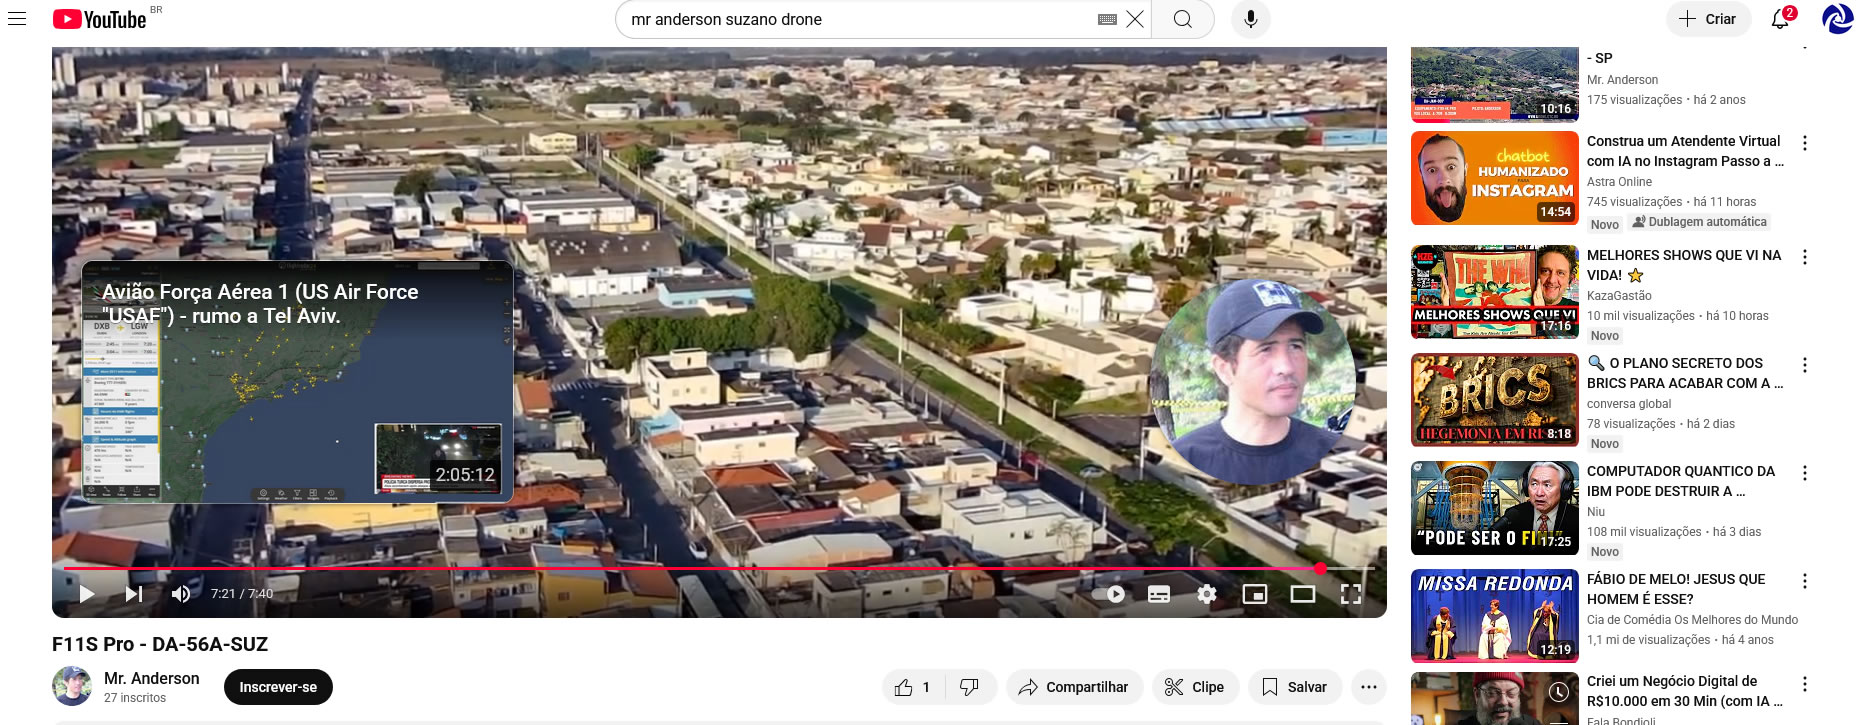 YouTube BR
mr anderson suzano drone
Criar
2
Avião Força Aérea 1 (US Air Force
"USAF") - rumo a Tel Aviv.
DXB
LGW
2:05:12
7:21 / 7:40
F11S Pro - DA-56A-SUZ
Mr. Anderson
27 inscritos
Inscrever-se
1
Compartilhar
Clipe
Salvar
- SP
Mr. Anderson
175 visualizações • há 2 anos
10:16
Construa um Atendente Virtual
com IA no Instagram Passo a ...
Astra Online
745 visualizações • há 11 horas
Novo
Dublagem automática
chatbot
HUMANIZADO
INSTAGRAM
14:54
MELHORES SHOWS QUE VI NA
VIDA! ⭐
KazaGastão
10 mil visualizações • há 10 horas
Novo
MELHORES SHOWS QUE VI
17:16
🔍 O PLANO SECRETO DOS
BRICS PARA ACABAR COM A ...
conversa global
78 visualizações • há 2 dias
Novo
BRICS
HEGEMONIA EM
8:18
COMPUTADOR QUANTICO DA
IBM PODE DESTRUIR A ...
Niu
108 mil visualizações • há 3 dias
Novo
"PODE SER O
17:25
FÁBIO DE MELO! JESUS QUE
HOMEM É ESSE?
Cia de Comédia Os Melhores do Mundo
1,1 mi de visualizações • há 4 anos
MISSA REDONDA
12:19
Criei um Negócio Digital de
R$10.000 em 30 Min (com IA ...
Fala Bondioli